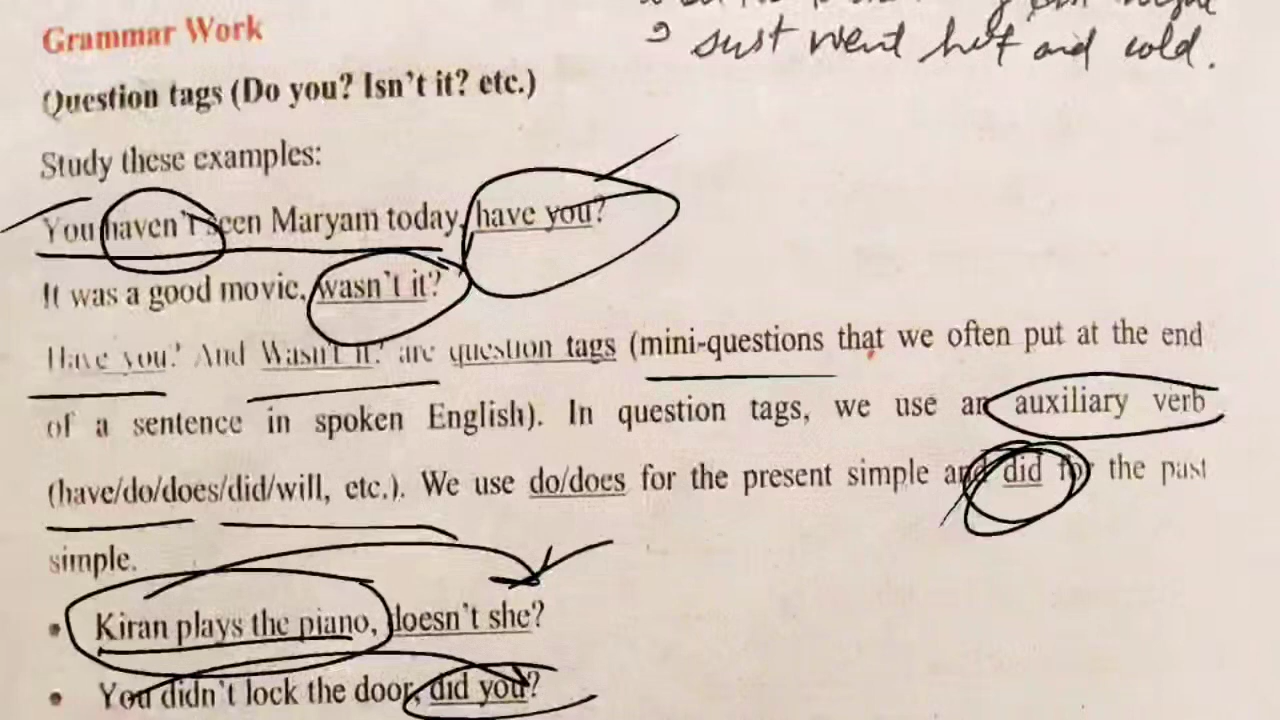 I just went hot and cold.
Grammar Work
Question tags (Do you? Isn't it? etc.)
Study these examples:
You haven't seen Maryam today, have you?
It was a good movie, wasn't it?
Have you? And Wasn't it? are question tags (mini-questions that we often put at the end
of a sentence in spoken English). In question tags, we use an auxiliary verb
(have/do/does/did/will, etc.). We use do/does for the present simple and did for the past
simple.
• Kiran plays the piano, doesn't she?
• You didn't lock the door, did you?